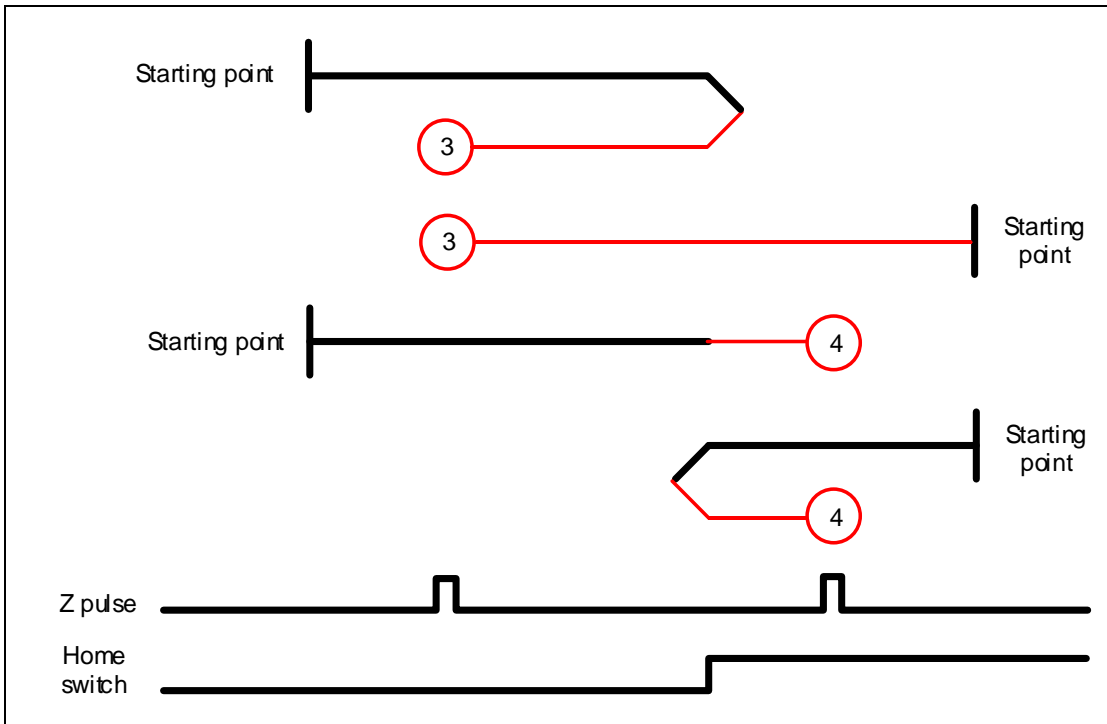 Starting point
3
3
Starting
point
Starting point
4
Starting
point
4
Z pulse
Home
switch